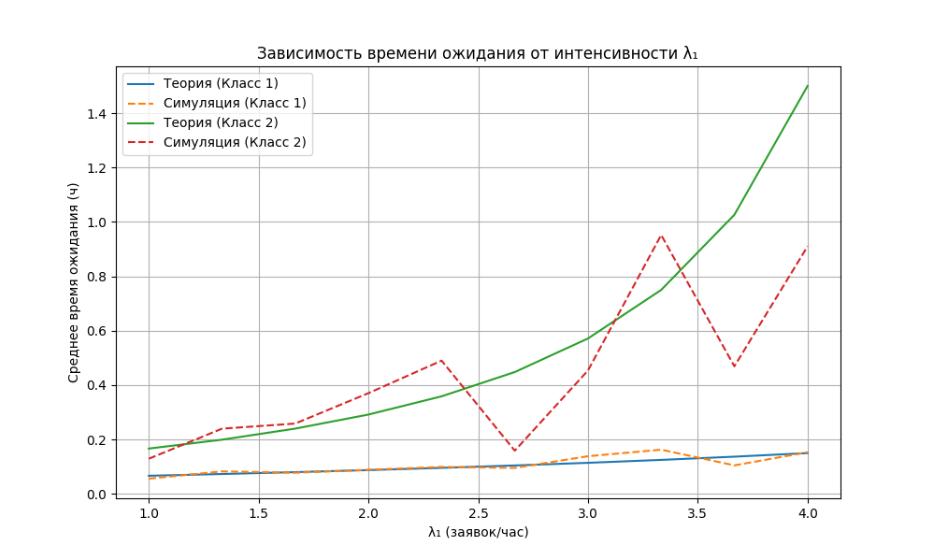 Зависимость времени ожидания от интенсивности λ₁
Теория (Класс 1)
Симуляция (Класс 1)
Теория (Класс 2)
Симуляция (Класс 2)
Среднее время ожидания (ч)
1.4
1.2
1.0
0.8
0.6
0.4
0.2
0.0
1.0 1.5 2.0 2.5 3.0 3.5 4.0
λ₁ (заявок/час)